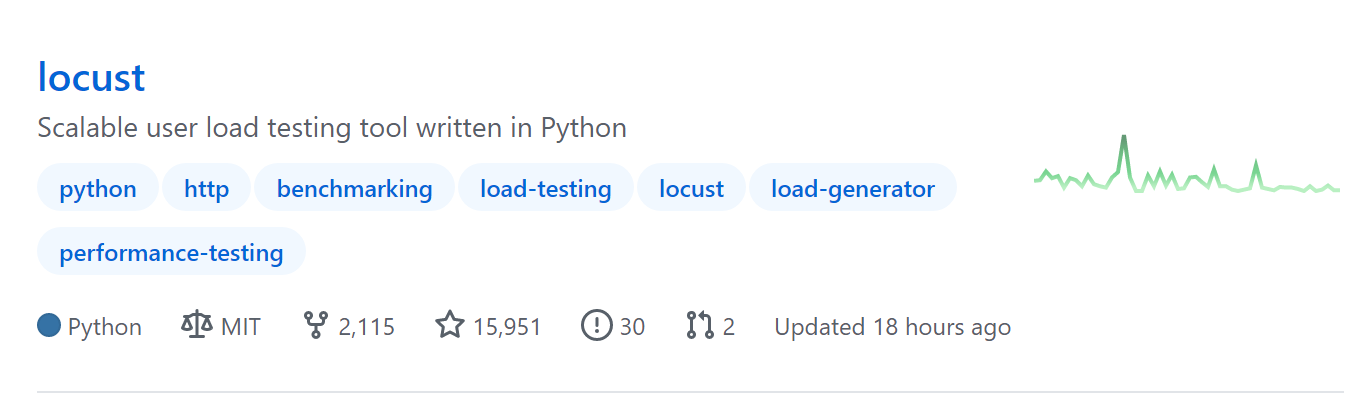 locust
Scalable user load testing tool written in Python
python http benchmarking load-testing locust load-generator
performance-testing
Python MIT 2,115 15,951 30 2 Updated 18 hours ago